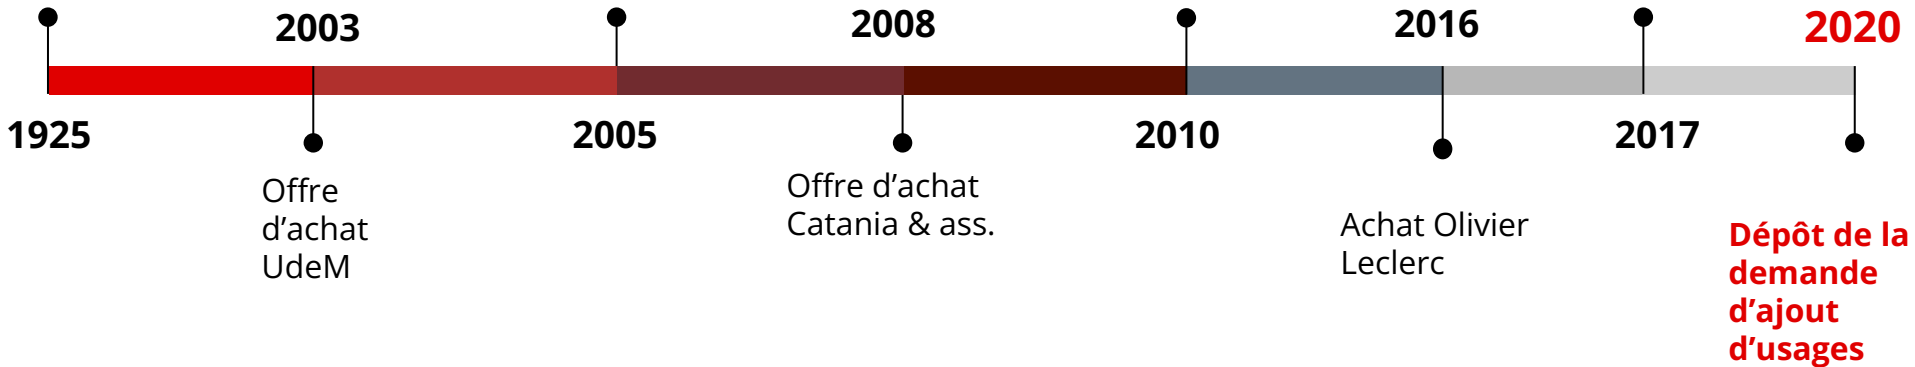 2003
2008
2016
2020
1925
2005
2010
2017
Offre
d’achat
UdeM
Offre d’achat
Catania & ass.
Achat Olivier
Leclerc
Dépôt de la
demande
d’ajout
d’usages